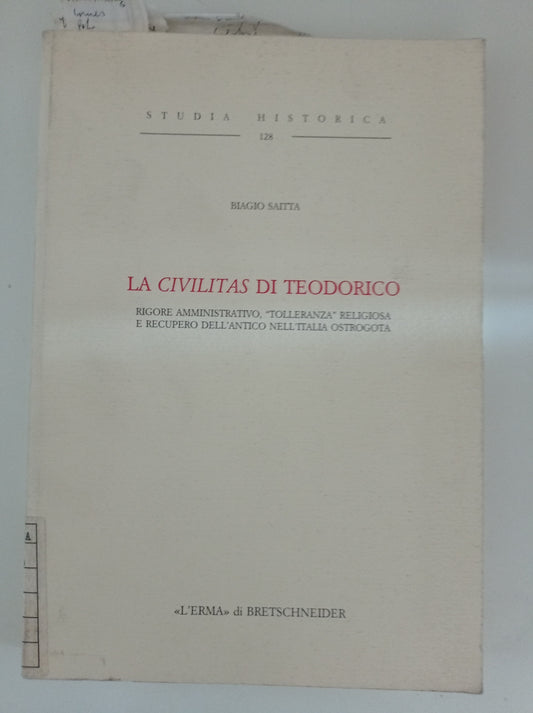 STUDIA HISTORICA
128
BIAGIO SAITTA
LA CIVILITAS DI TEODORICO
RIGORE AMMINISTRATIVO, "TOLLERANZA" RELIGIOSA
E RECUPERO DELL'ANTICO NELL'ITALIA OSTROGOTA
«L'ERMA» di BRETSCHNEIDER
A